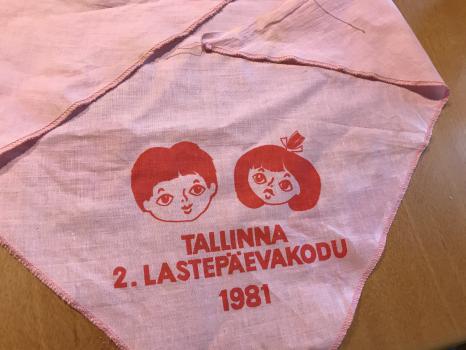 TALLINNA
2. LASTEPÄEVAKODU
1981